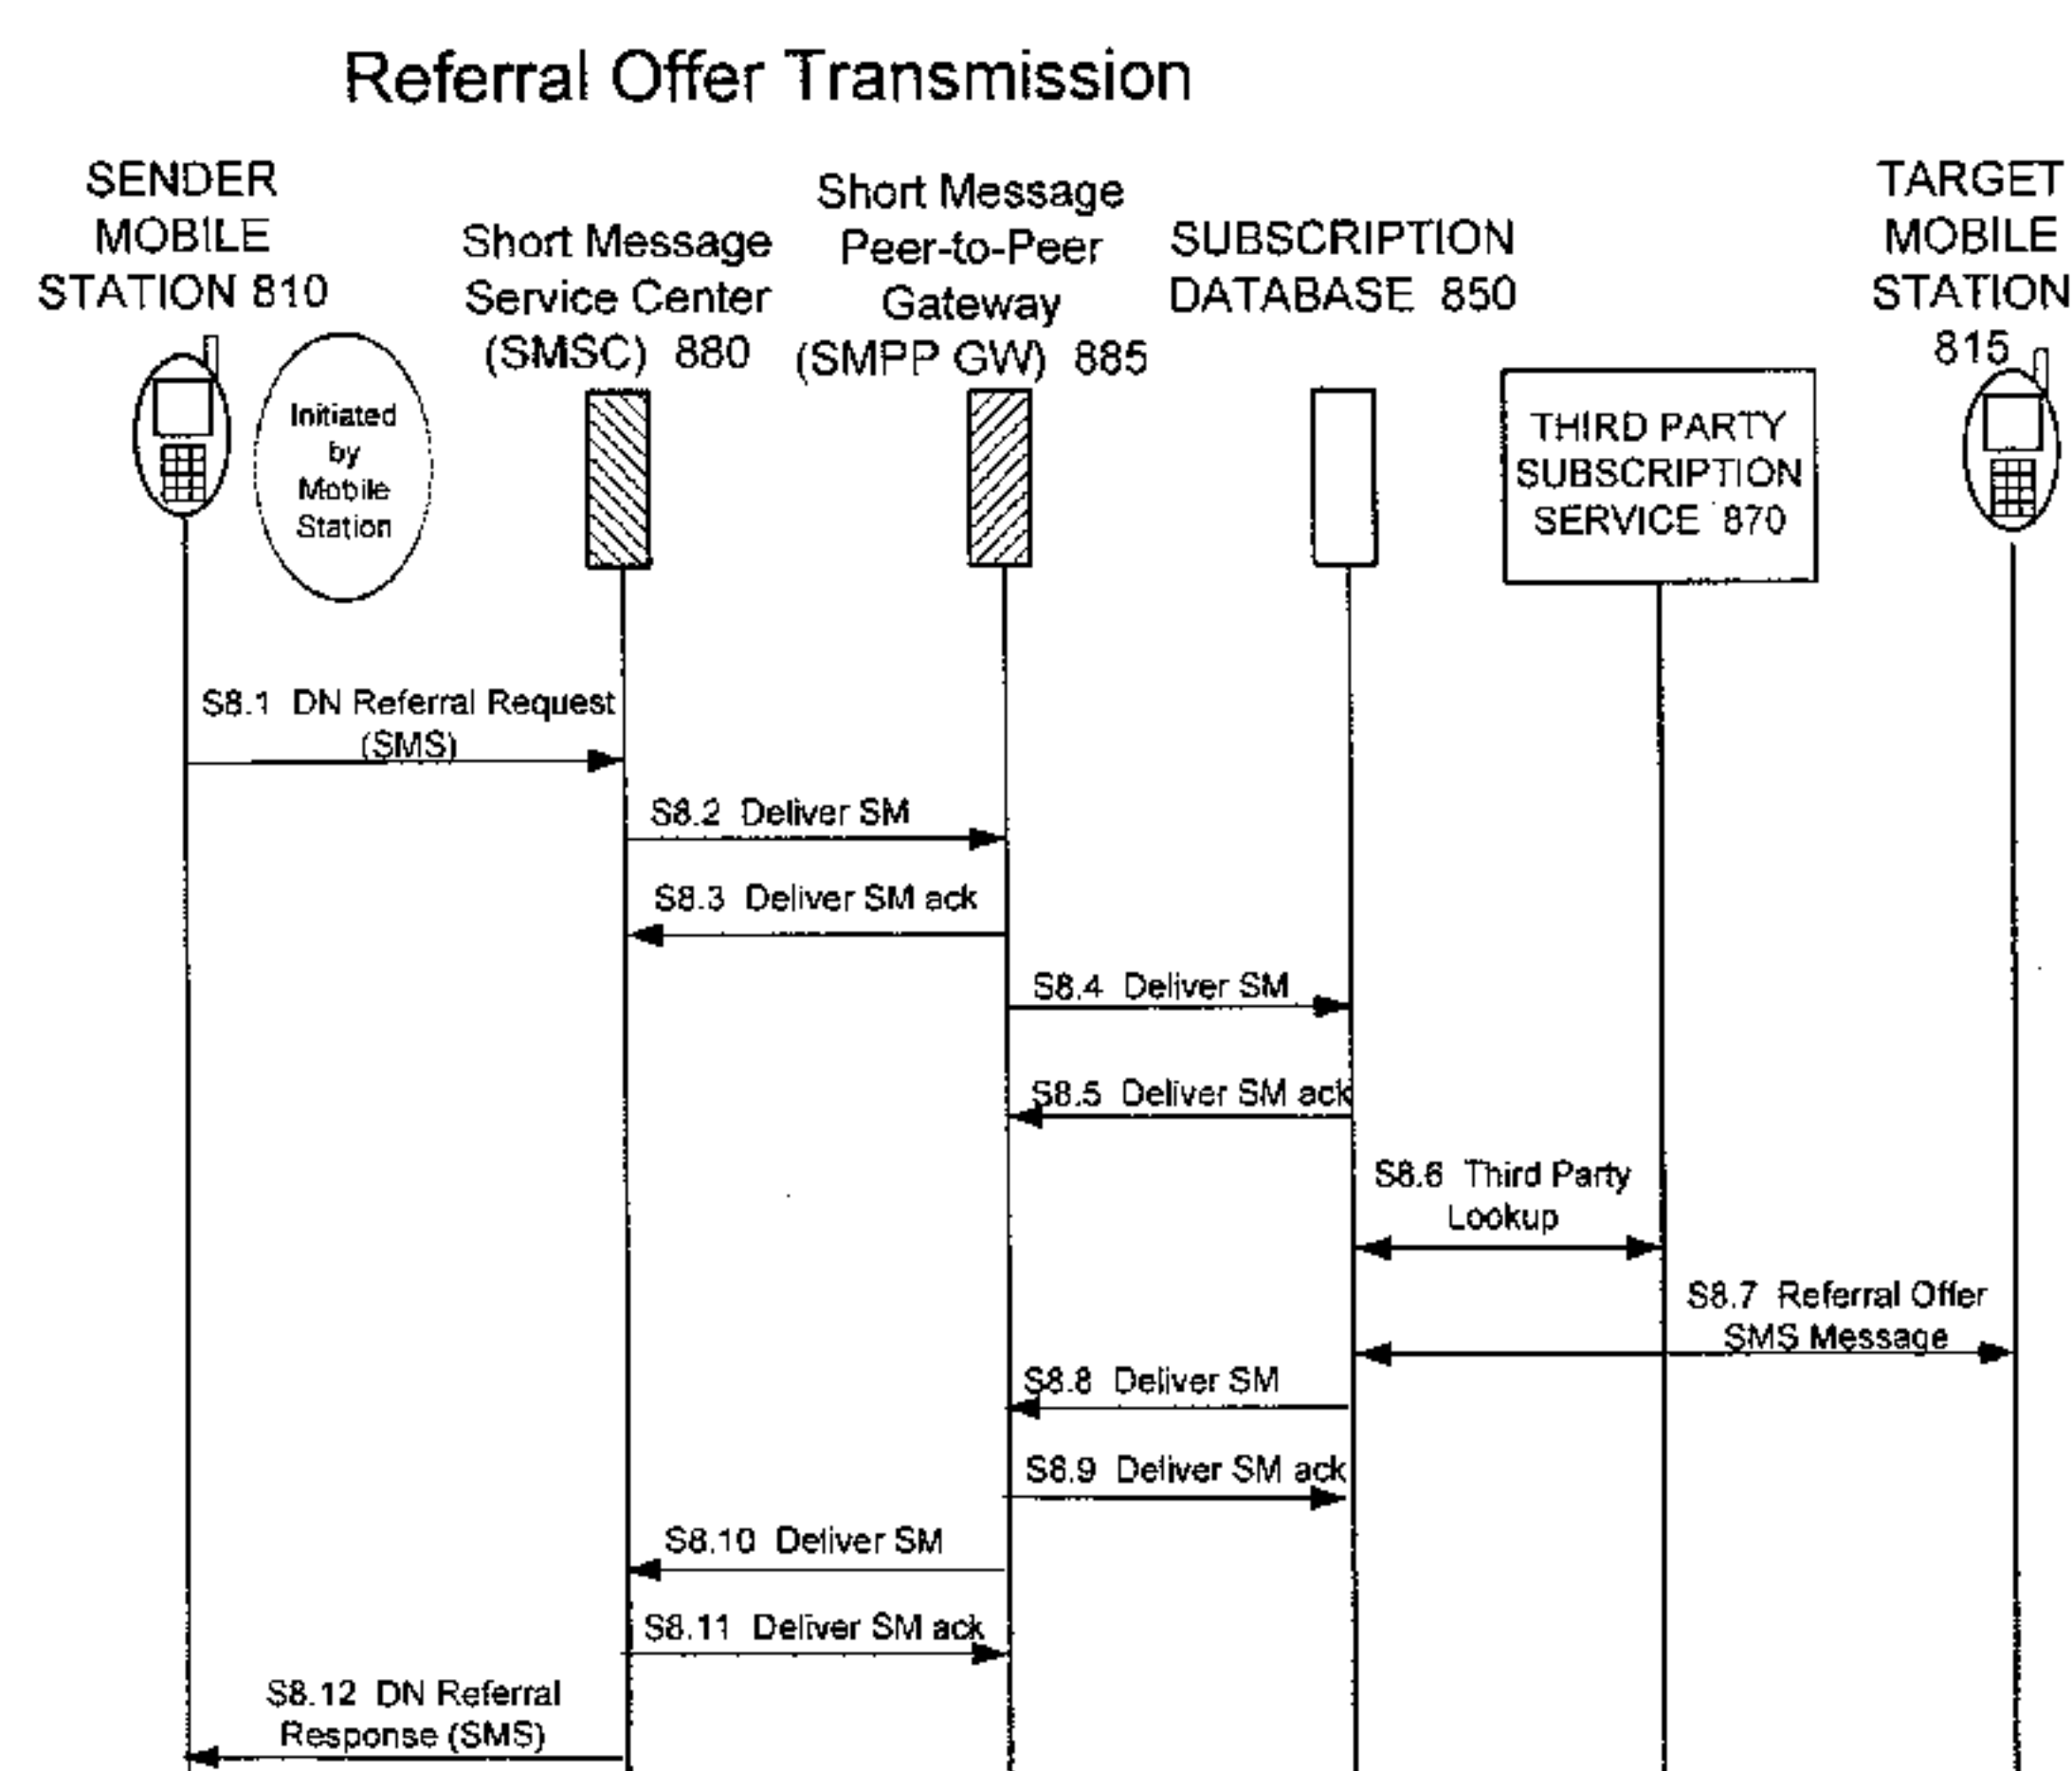 Referral Offer Transmission
SENDER
MOBILE
STATION 810
Short Message
Service Center
(SMSC) 880
Short Message
Peer-to-Peer
Gateway
(SMPP GW) 885
SUBSCRIPTION
DATABASE 850
TARGET
MOBILE
STATION
815
Initiated
by
Mobile
Station
THIRD PARTY
SUBSCRIPTION
SERVICE 870
S8.1 DN Referral Request
(SMS)
S8.2 Deliver SM
S8.3 Deliver SM ack
S8.4 Deliver SM
S8.5 Deliver SM ack
S8.6 Third Party
Lookup
S8.7 Referral Offer
SMS Message
S8.8 Deliver SM
S8.9 Deliver SM ack
S8.10 Deliver SM
S8.11 Deliver SM ack
S8.12 DN Referral
Response (SMS)